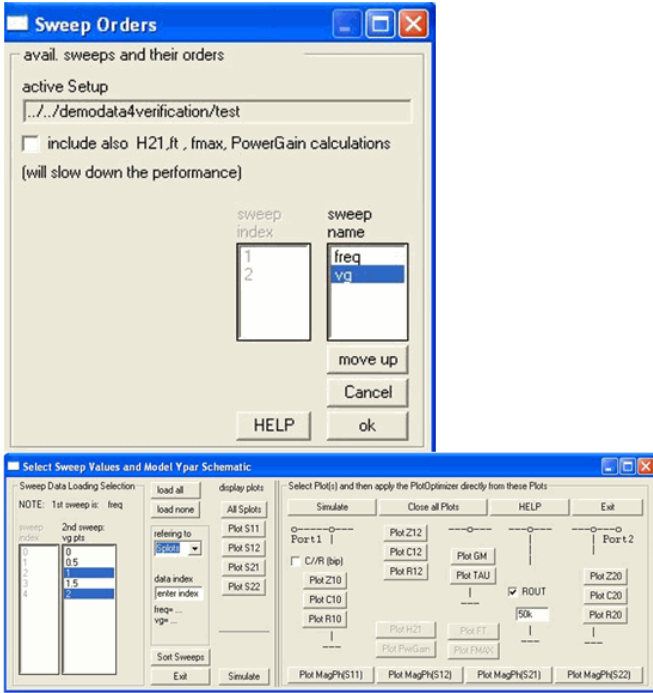 Sweep Orders
avail. sweeps and their orders
active Setup
../../demodata4verification/test
include also H21,ft , fmax, PowerGain calculations
(will slow down the performance)
sweep index
sweep name
1
2
freq
vg
move up
Cancel
HELP
ok
Select Sweep Values and Model Ypar Schematic
Sweep Data Loading Selection
NOTE: 1st sweep is: freq
sweep index
2nd sweep: vg pts
0
1
2
3
4
0
0.5
1
1.5
2
load all
load none
refering to
Splots
data index
enter index
freq= ...
vg= ...
Sort Sweeps
Exit
display plots
All Splots
Plot S11
Plot S12
Plot S21
Plot S22
Simulate
Select Plot(s) and then apply the PlotOptimizer directly from these Plots
Simulate
Close all Plots
HELP
Exit
Port1
C//R (bip)
Plot Z10
Plot C10
Plot R10
Plot Z12
Plot C12
Plot R12
Plot GM
Plot TAU
ROUT
50k
Port2
Plot Z20
Plot C20
Plot R20
Plot H21
Plot PwrGain
Plot FT
Plot FMAX
Plot MagPh(S11)
Plot MagPh(S12)
Plot MagPh(S21)
Plot MagPh(S22)